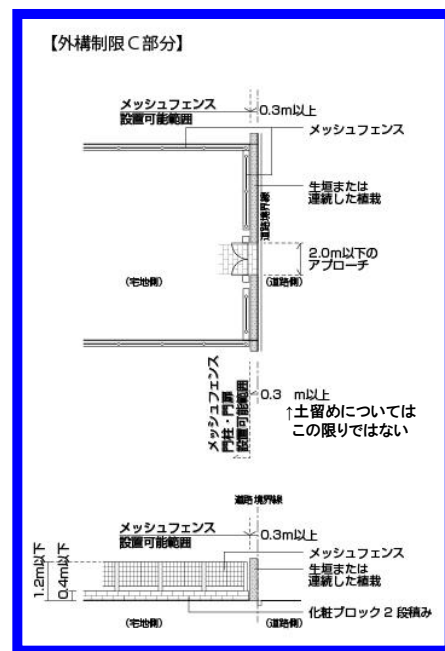 【外構制限C部分】
メッシュフェンス
設置可能範囲
0.3m以上
メッシュフェンス
生垣または
連続した植栽
道路境界線
2.0m以下の
アプローチ
(宅地側)
(道路側)
メッシュフェンス
門柱・門扉
設置可能範囲
0.3 m以上
↑土留めについては
この限りではない
道路境界線
メッシュフェンス
設置可能範囲
0.3m以上
メッシュフェンス
生垣または
連続した植栽
1.2m以下
0.4m以下
化粧ブロック2段積み
(宅地側)
(道路側)